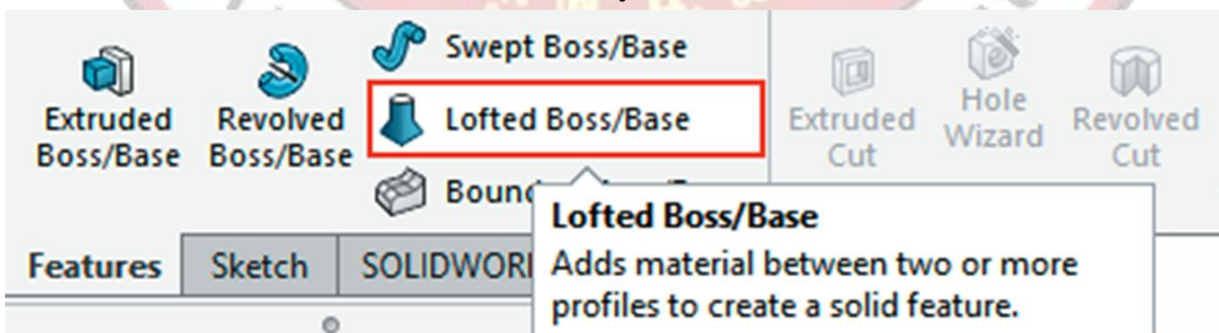 Extruded
Boss/Base
Revolved
Boss/Base
Swept Boss/Base
Lofted Boss/Base
Extruded
Cut
Hole
Wizard
Revolved
Cut
Lofted Boss/Base
Adds material between two or more
profiles to create a solid feature.
Features
Sketch